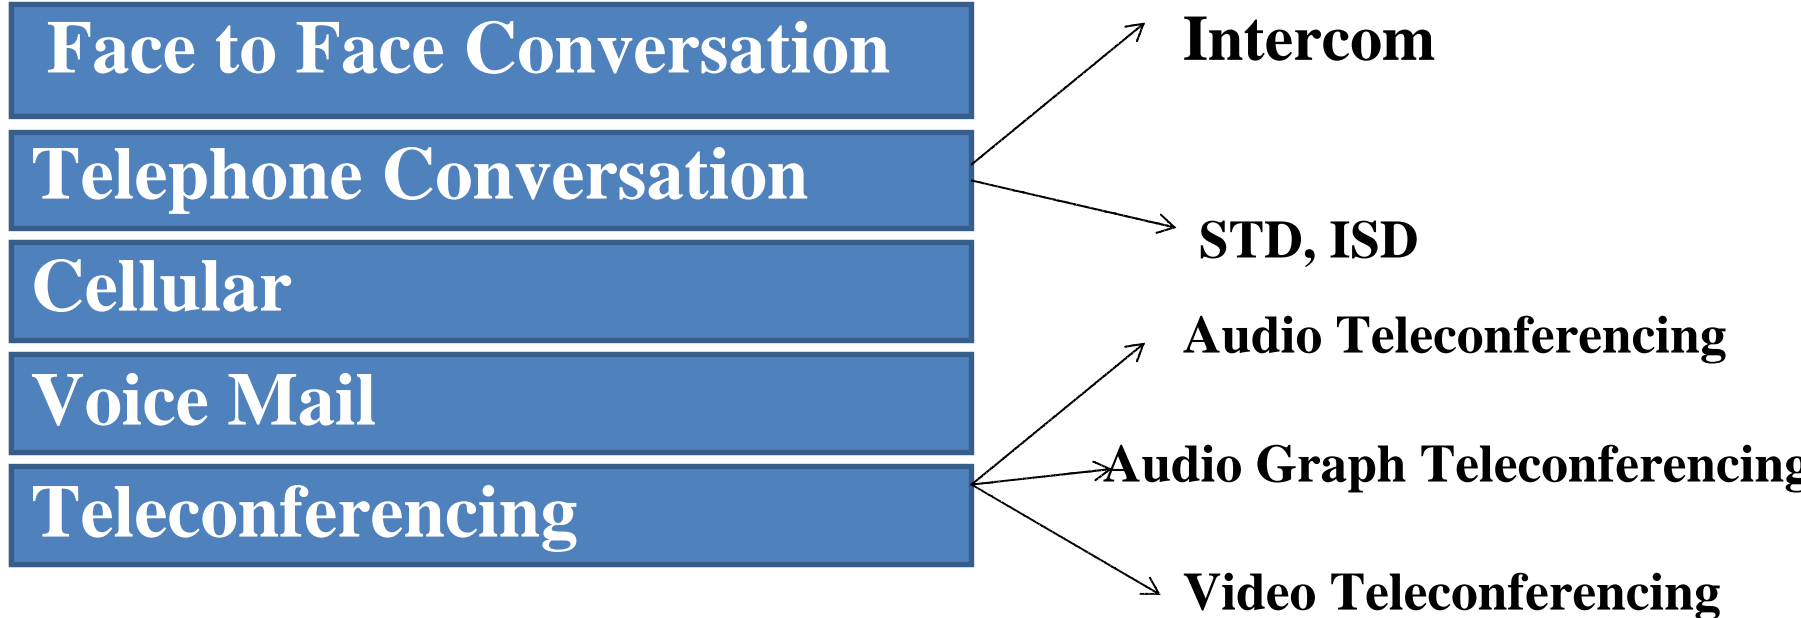 Face to Face Conversation
Intercom
Telephone Conversation
STD, ISD
Cellular
Audio Teleconferencing
Voice Mail
Audio Graph Teleconferencing
Teleconferencing
Video Teleconferencing